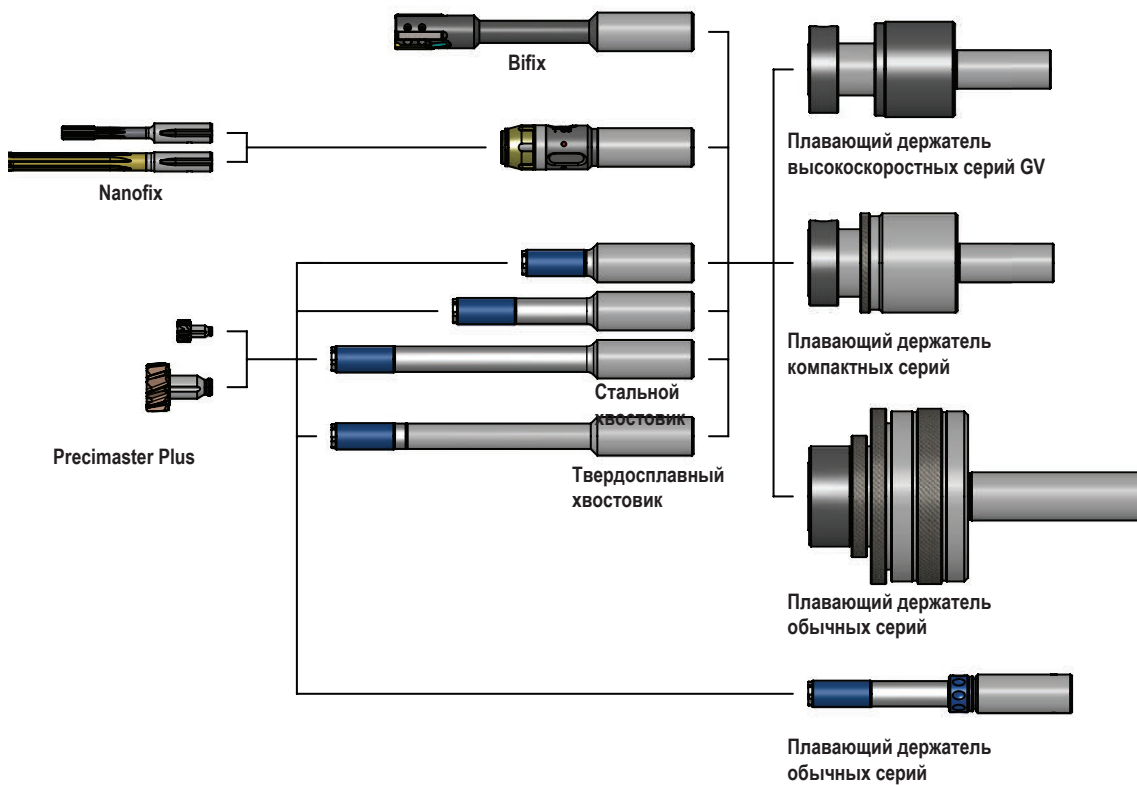 Bifix
Плавающий держатель
высокоскоростных серий GV
Nanofix
Плавающий держатель
компактных серий
Стальной
хвостовик
Precimaster Plus
Твердосплавный
хвостовик
Плавающий держатель
обычных серий
Плавающий держатель
обычных серий